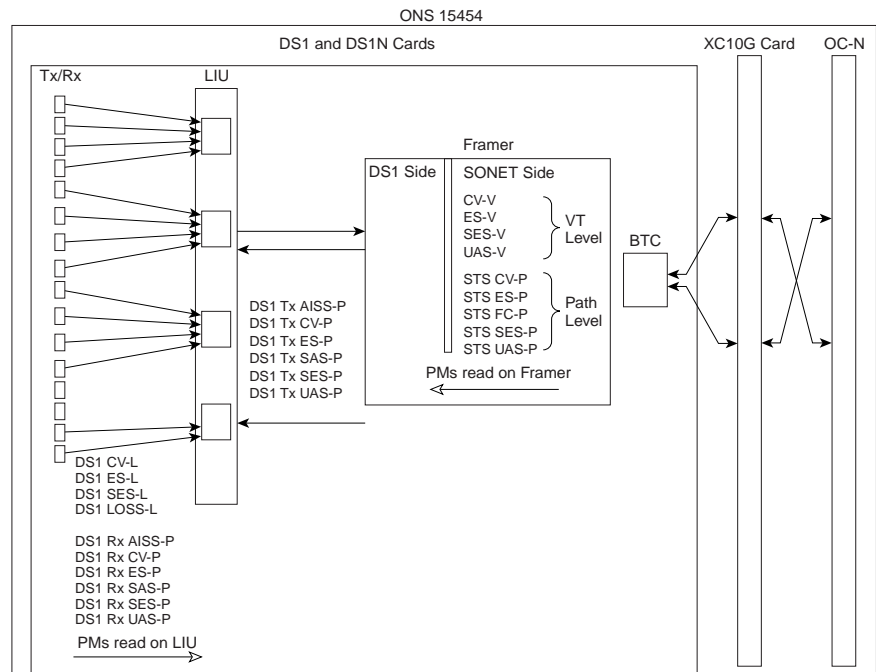 ONS 15454
DS1 and DS1N Cards
XC10G Card
OC-N
Tx/Rx
LIU
Framer
DS1 Side
SONET Side
CV-V
ES-V
SES-V
UAS-V
VT
Level
STS CV-P
STS ES-P
STS FC-P
STS SES-P
STS UAS-P
Path
Level
PMs read on Framer
BTC
DS1 Tx AISS-P
DS1 Tx CV-P
DS1 Tx ES-P
DS1 Tx SAS-P
DS1 Tx SES-P
DS1 Tx UAS-P
DS1 CV-L
DS1 ES-L
DS1 SES-L
DS1 LOSS-L
DS1 Rx AISS-P
DS1 Rx CV-P
DS1 Rx ES-P
DS1 Rx SAS-P
DS1 Rx SES-P
DS1 Rx UAS-P
PMs read on LIU